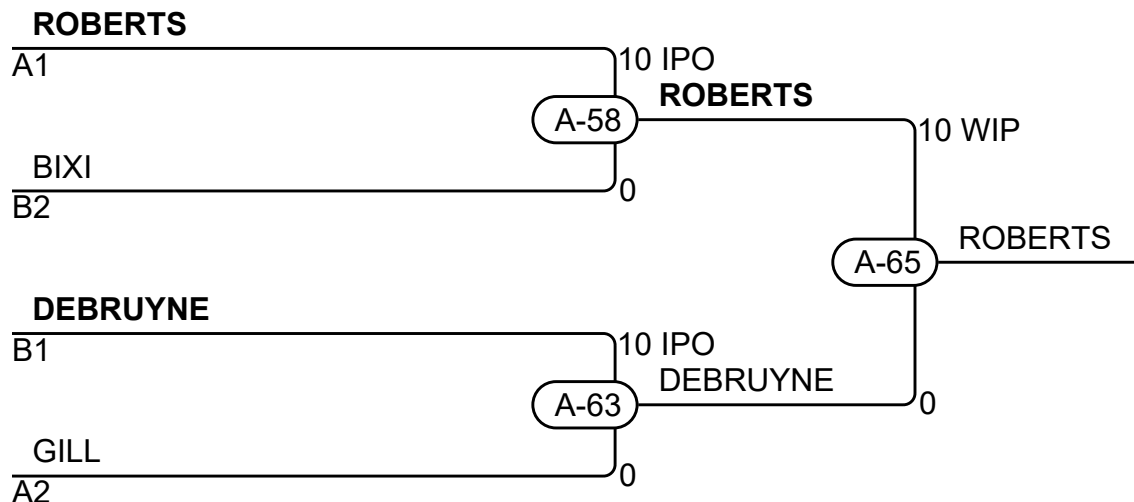 ROBERTS
A1
10 IPO
ROBERTS
A-58
10 WIP
BIXI
B2
0
ROBERTS
A-65
DEBRUYNE
B1
10 IPO
DEBRUYNE
A-63
0
GILL
A2
0